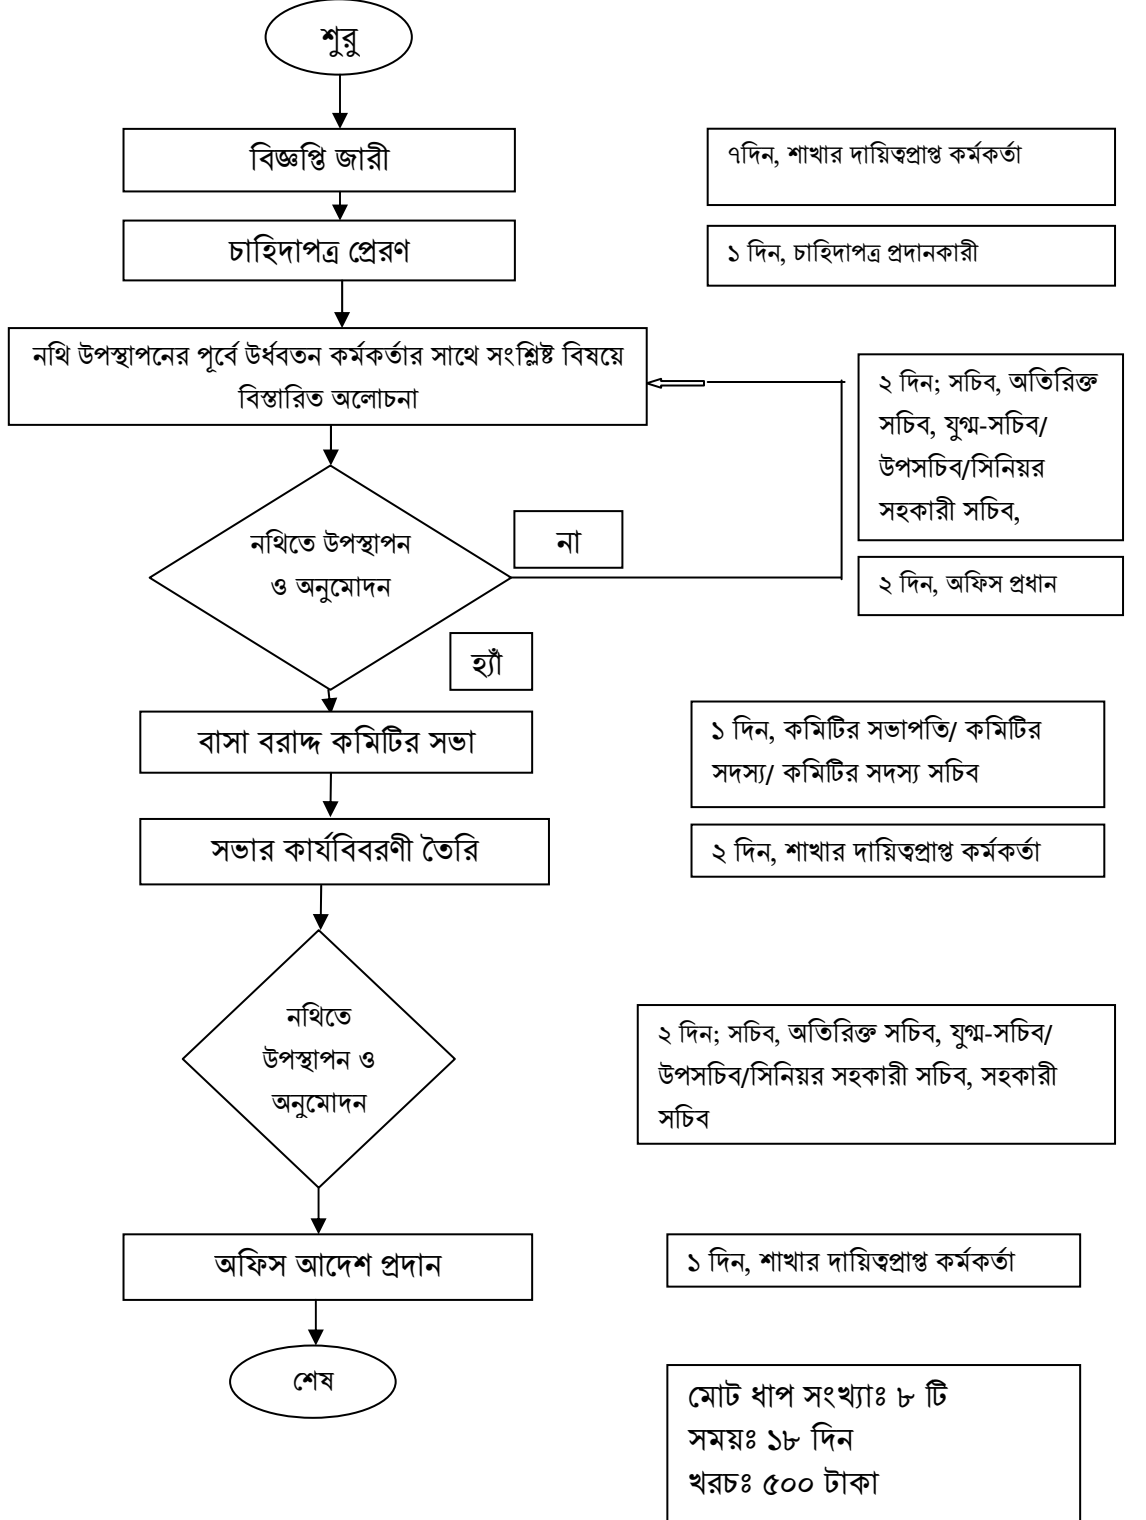 শুরু
বিজ্ঞপ্তি জারী
৭দিন, শাখার দায়িত্বপ্রাপ্ত কর্মকর্তা
চাহিদাপত্র প্রেরণ
১ দিন, চাহিদাপত্র প্রদানকারী
নথি উপস্থাপনের পূর্বে উর্ধবতন কর্মকর্তার সাথে সংশ্লিষ্ট বিষয়ে
বিস্তারিত অলোচনা
২ দিন; সচিব, অতিরিক্ত
সচিব, যুগ্ম-সচিব/
উপসচিব/সিনিয়র
সহকারী সচিব,
নথিতে উপস্থাপন
ও অনুমোদন
না
২ দিন, অফিস প্রধান
হ্যাঁ
বাসা বরাদ্দ কমিটির সভা
১ দিন, কমিটির সভাপতি/ কমিটির
সদস্য/ কমিটির সদস্য সচিব
সভার কার্যবিবরণী তৈরি
২ দিন, শাখার দায়িত্বপ্রাপ্ত কর্মকর্তা
নথিতে
উপস্থাপন ও
অনুমোদন
২ দিন; সচিব, অতিরিক্ত সচিব, যুগ্ম-সচিব/
উপসচিব/সিনিয়র সহকারী সচিব, সহকারী
সচিব
অফিস আদেশ প্রদান
১ দিন, শাখার দায়িত্বপ্রাপ্ত কর্মকর্তা
শেষ
মোট ধাপ সংখ্যাঃ ৮ টি
সময়ঃ ১৮ দিন
খরচঃ ৫০০ টাকা